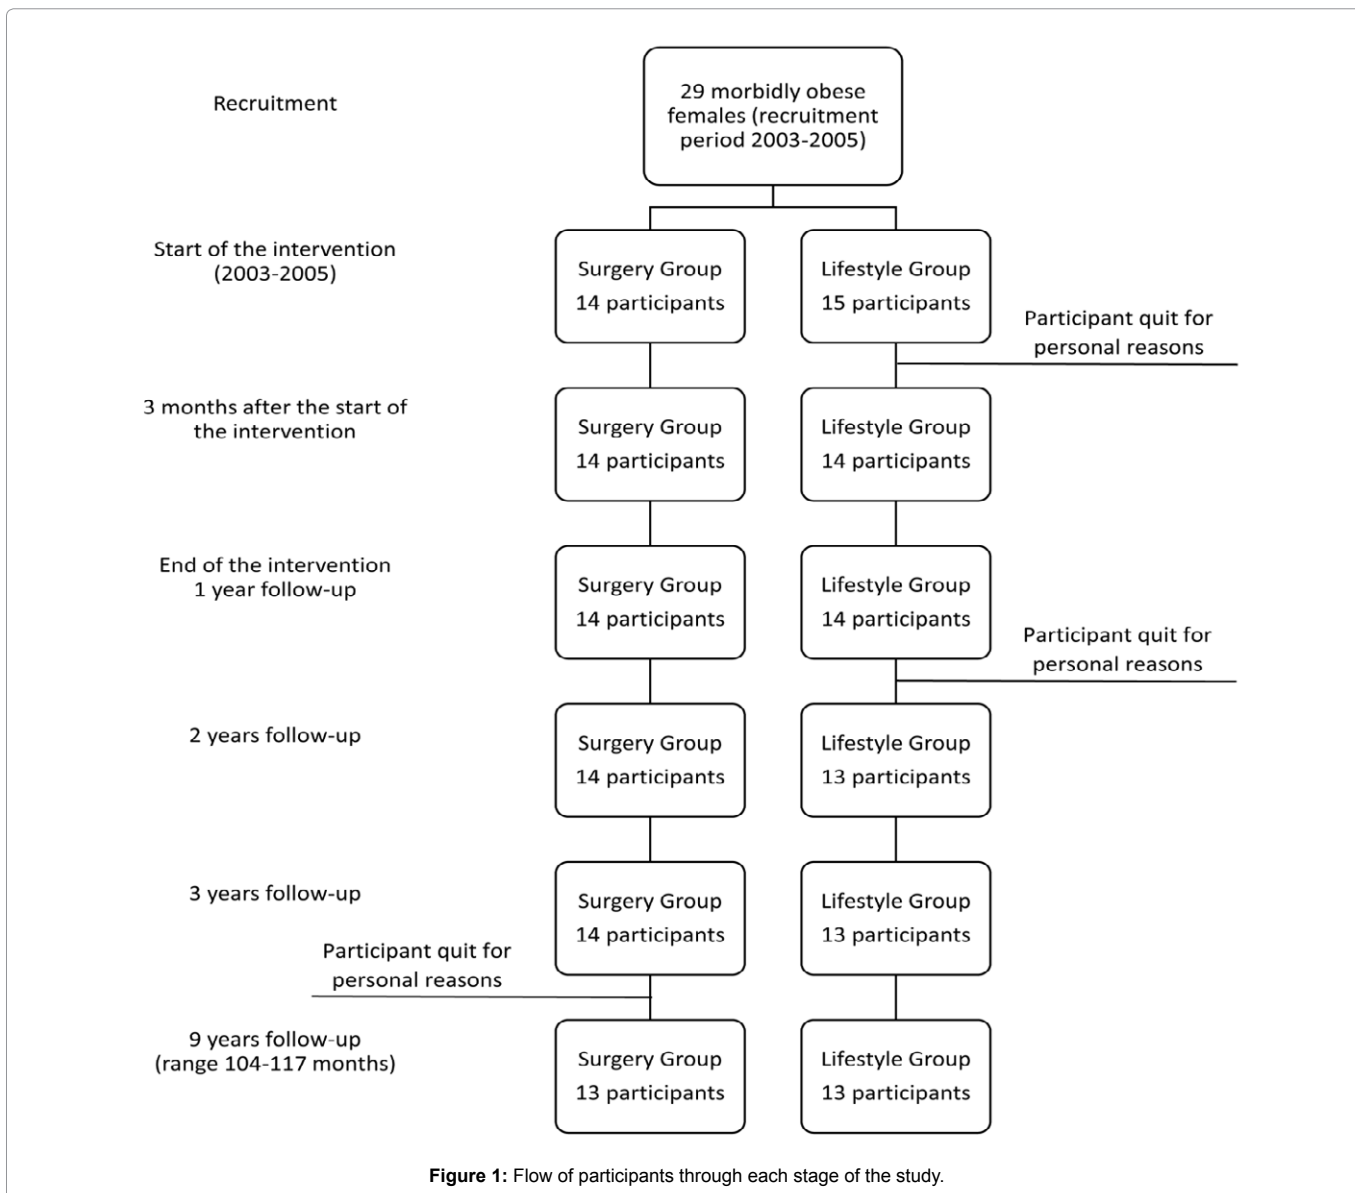 Recruitment
29 morbidly obese
females (recruitment
period 2003-2005)
Start of the intervention
(2003-2005)
Surgery Group
14 participants
Lifestyle Group
15 participants
Participant quit for
personal reasons
3 months after the start of
the intervention
Surgery Group
14 participants
Lifestyle Group
14 participants
End of the intervention
1 year follow-up
Surgery Group
14 participants
Lifestyle Group
14 participants
Participant quit for
personal reasons
2 years follow-up
Surgery Group
14 participants
Lifestyle Group
13 participants
3 years follow-up
Surgery Group
14 participants
Lifestyle Group
13 participants
Participant quit for
personal reasons
9 years follow-up
(range 104-117 months)
Surgery Group
13 participants
Lifestyle Group
13 participants
Figure 1: Flow of participants through each stage of the study.